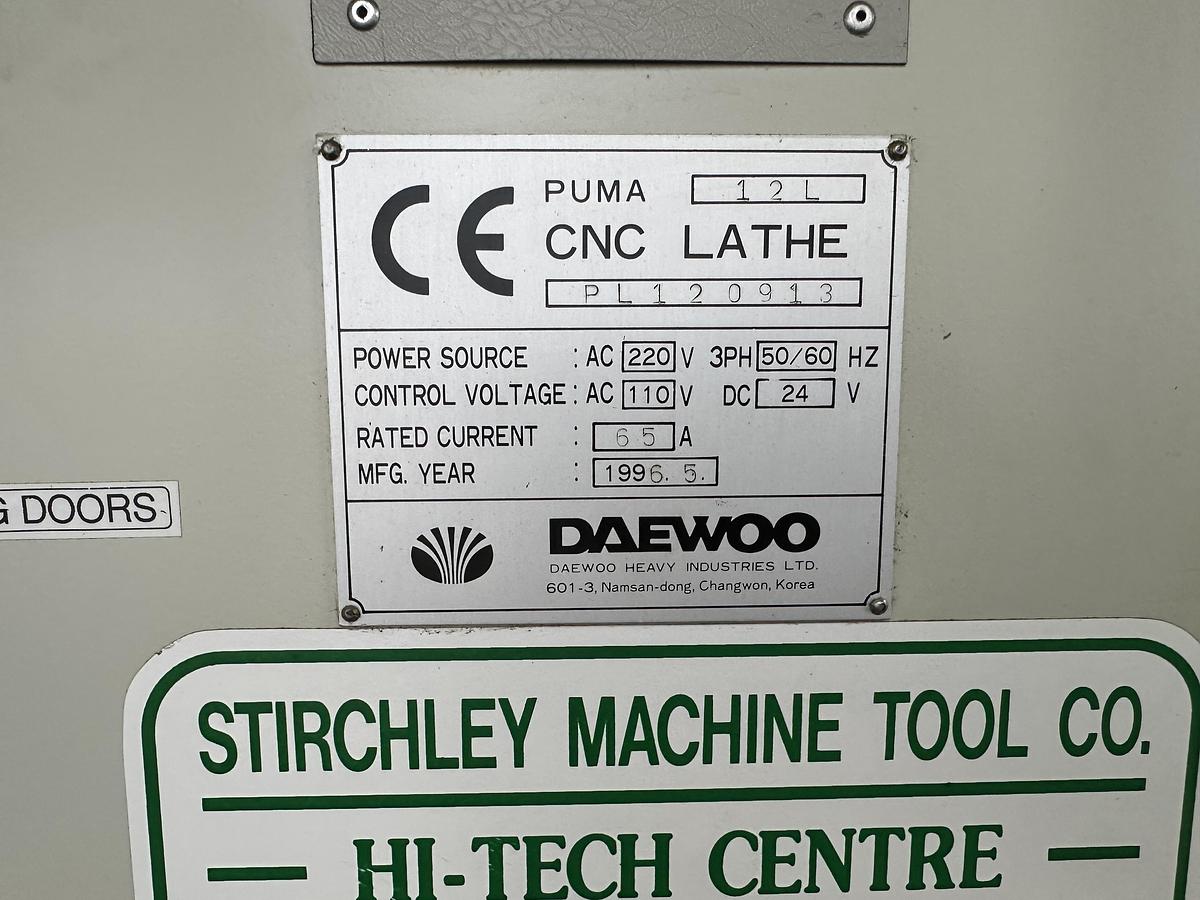 CE
PUMA 12L
CNC LATHE
PL120913
POWER SOURCE : AC 220 V 3PH 50/60 HZ
CONTROL VOLTAGE : AC 110 V DC 24 V
RATED CURRENT : 65 A
MFG. YEAR : 1996. 5.
G DOORS
DAEWOO
DAEWOO HEAVY INDUSTRIES LTD.
601-3, Namsan-dong, Changwon, Korea
STIRCHLEY MACHINE TOOL CO.
HI-TECH CENTRE